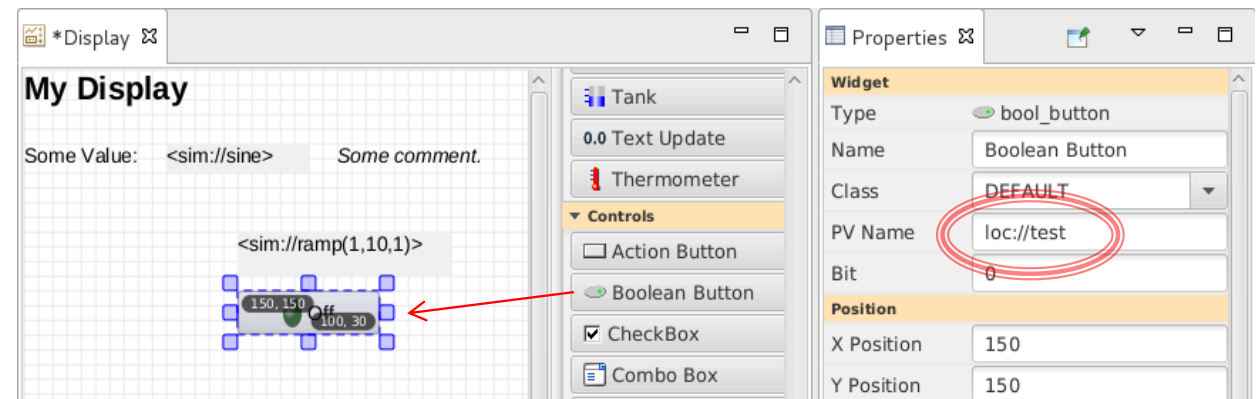 *Display
My Display
Some Value: <sim://sine> Some comment.
<sim://ramp(1,10,1)>
150, 150
Off
100, 30
Tank
0.0 Text Update
Thermometer
Controls
Action Button
Boolean Button
CheckBox
Combo Box
Properties
Widget
Type bool_button
Name Boolean Button
Class DEFAULT
PV Name loc://test
Bit 0
Position
X Position 150
Y Position 150